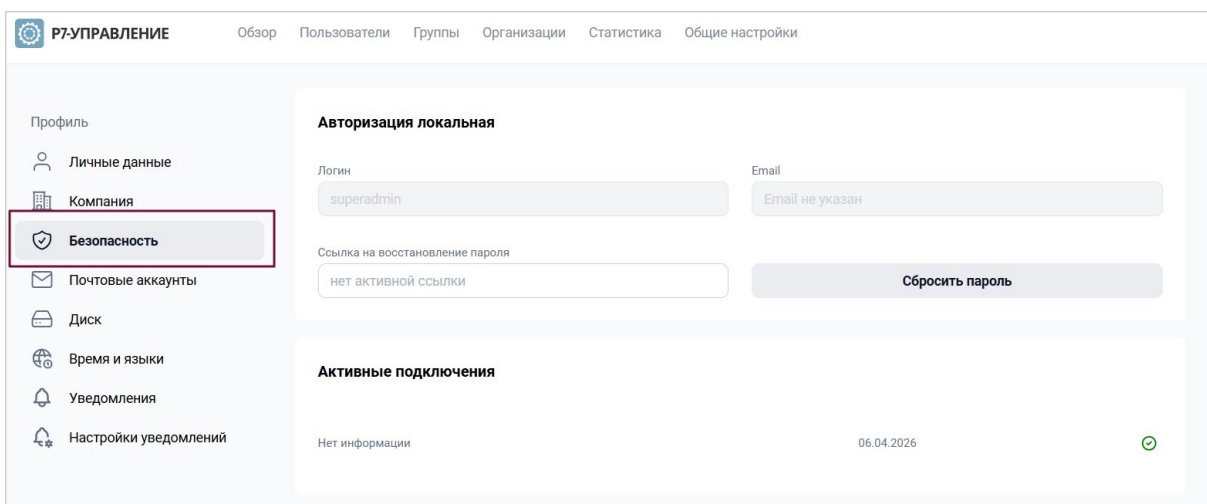 Р7-УПРАВЛЕНИЕ Обзор Пользователи Группы Организации Статистика Общие настройки
Профиль
Личные данные
Компания
Безопасность
Почтовые аккаунты
Диск
Время и языки
Уведомления
Настройки уведомлений
Авторизация локальная
Логин Email
superadmin Email не указан
Ссылка на восстановление пароля
нет активной ссылки Сбросить пароль
Активные подключения
Нет информации 06.04.2026